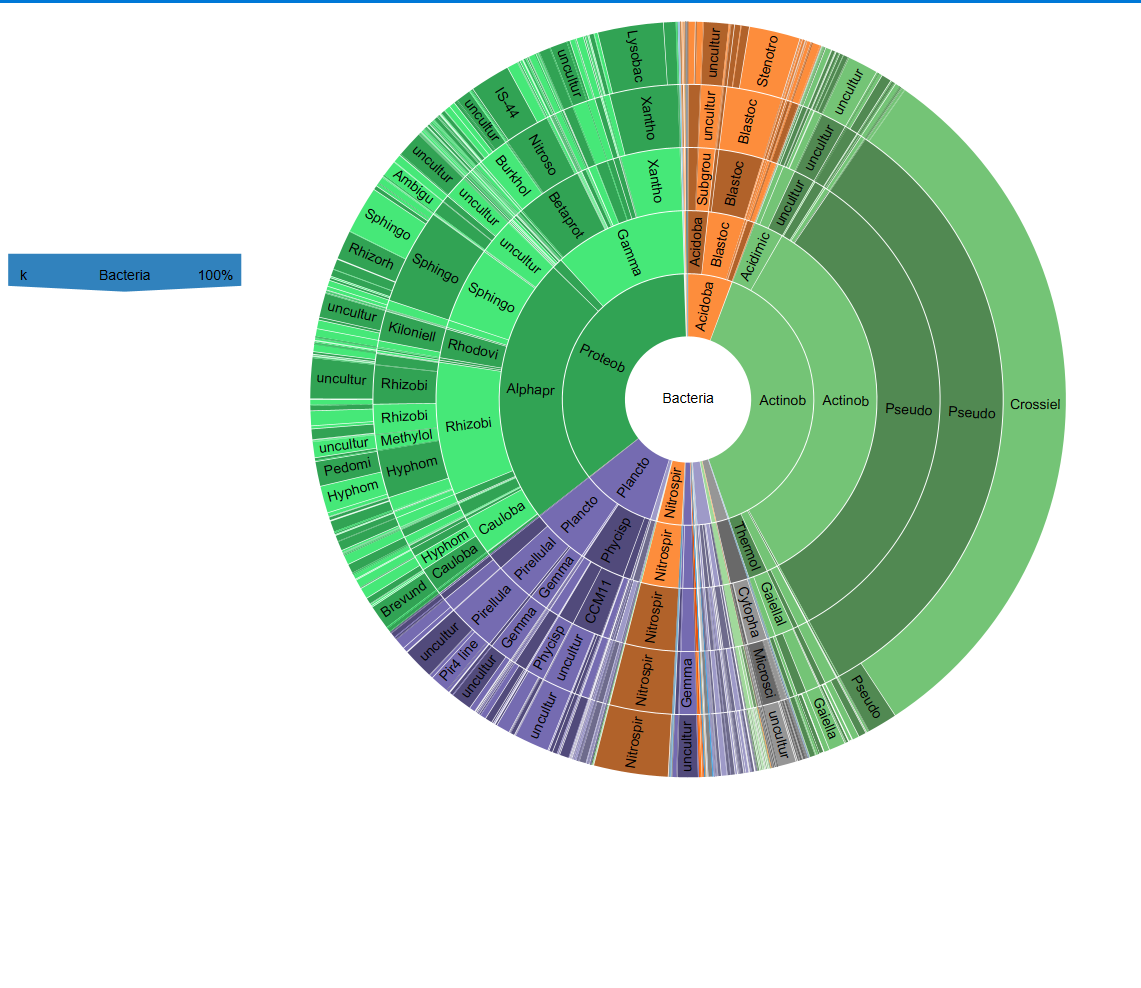 k Bacteria 100%
Bacteria
Acidoba
Actinob
Nitrospir
Plancto
Proteob
Acidoba
Blastoc
Acidimic
Actinob
Thermol
Nitrospir
Phycisp
Plancto
Alphapr
Gamma
Subgrou
Blastoc
uncultur
Pseudo
Gaiellal
Cytopha
Nitrospir
CCM11
Gemma
Pirellulal
Cauloba
Rhizobi
Rhodovi
Sphingo
uncultur
Betaprot
Xantho
uncultur
Blastoc
uncultur
Pseudo
Microsci
Gemma
Nitrospir
uncultur
Phycisp
Gemma
Pirellula
Cauloba
Hyphom
Hyphom
Methylol
Rhizobi
Rhizobi
Kiloniell
Sphingo
uncultur
Burkhol
Nitroso
Xantho
uncultur
Stenotro
uncultur
Crossiel
Pseudo
Gaiella
uncultur
uncultur
Nitrospir
uncultur
uncultur
Pir4 line
uncultur
Brevund
Hyphom
Pedomi
uncultur
uncultur
uncultur
Rhizorh
Sphingo
Ambigu
uncultur
uncultur
IS-44
uncultur
Lysobac